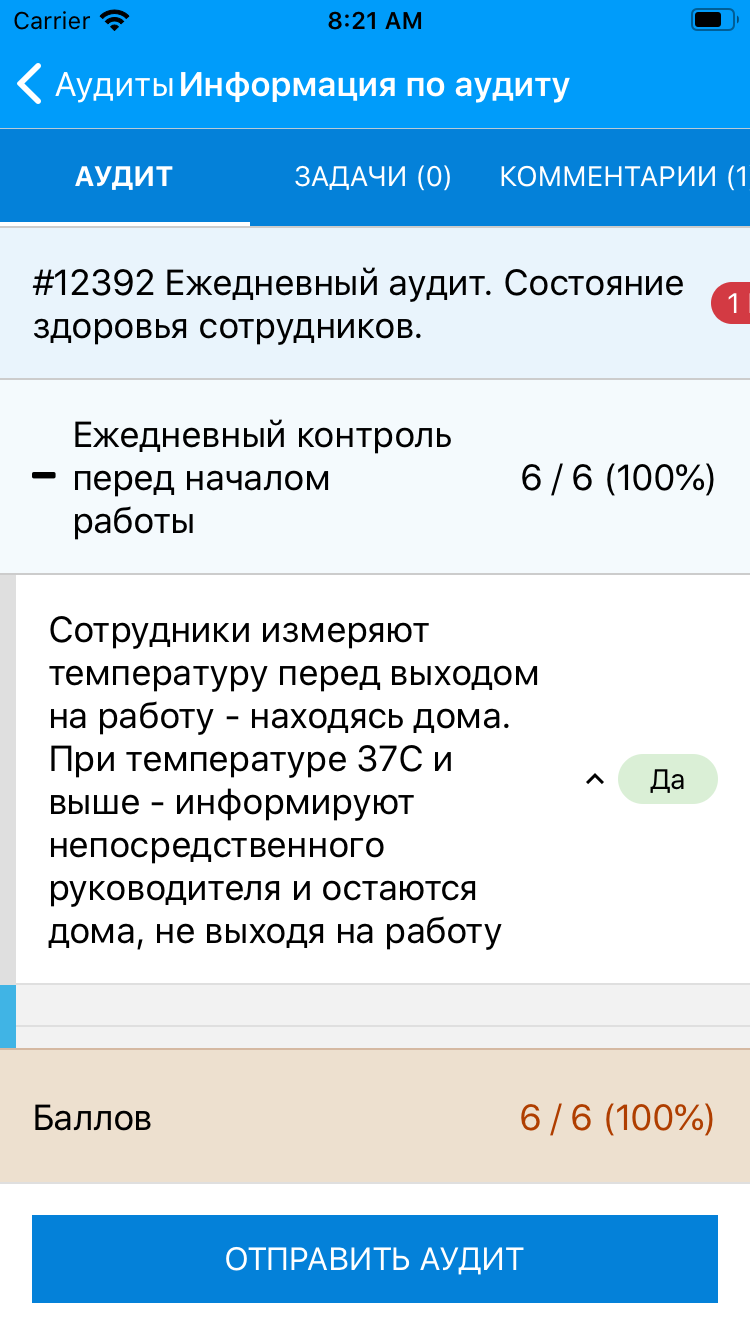 Carrier 8:21 AM
Аудиты Информация по аудиту
АУДИТ ЗАДАЧИ (0) КОММЕНТАРИИ (1
#12392 Ежедневный аудит. Состояние
здоровья сотрудников.
1
Ежедневный контроль
перед началом
работы
6 / 6 (100%)
Сотрудники измеряют
температуру перед выходом
на работу - находясь дома.
При температуре 37С и
выше - информируют
непосредственного
руководителя и остаются
дома, не выходя на работу
Да
Баллов 6 / 6 (100%)
ОТПРАВИТЬ АУДИТ